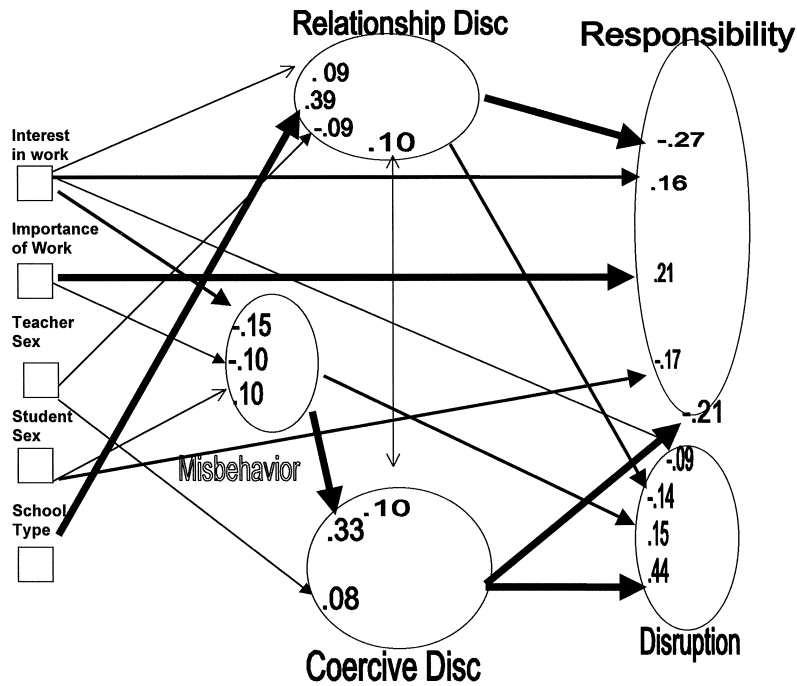 Relationship Disc
Responsibility
. 09
.39
-.09
.10
-.27
.16
Interest
in work
Importance
of Work
.21
Teacher
Sex
-.15
-.10
.10
-.17
Student
Sex
-.21
Misbehavior
-.09
-.14
.15
.44
School
Type
.10
.33
.08
Disruption
Coercive Disc